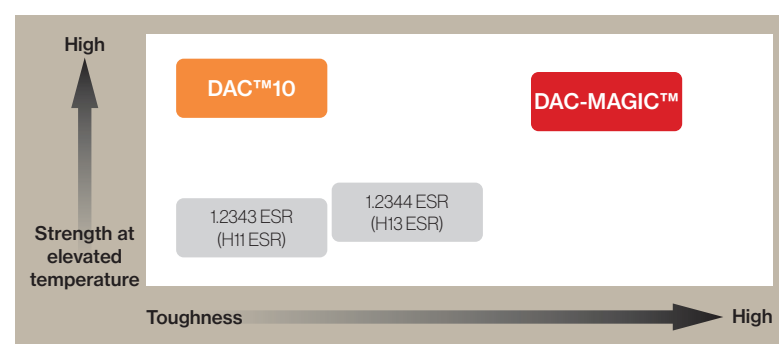 High
DAC™10
DAC-MAGIC™
1.2343 ESR
(H11 ESR)
1.2344 ESR
(H13 ESR)
Strength at
elevated
temperature
Toughness
High